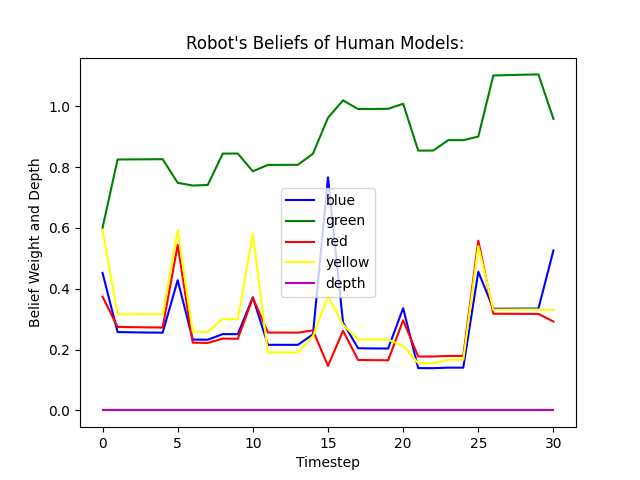 Robot's Beliefs of Human Models:
Belief Weight and Depth
1.0
0.8
0.6
0.4
0.2
0.0
blue
green
red
yellow
depth
0 5 10 15 20 25 30
Timestep